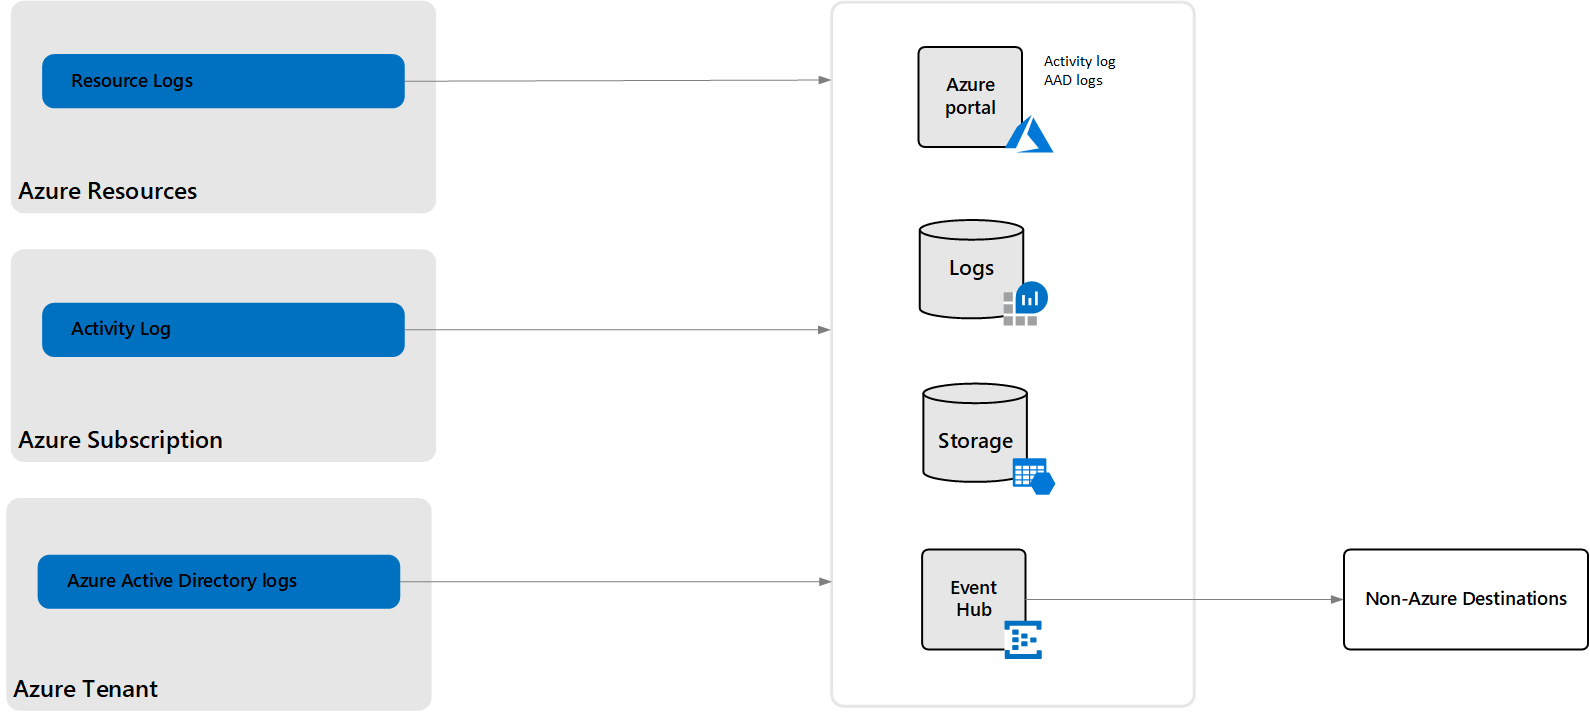 Resource Logs
Azure Resources
Activity Log
Azure Subscription
Azure Active Directory logs
Azure Tenant
Azure
portal
Activity log
AAD logs
Logs
Storage
Event
Hub
Non-Azure Destinations